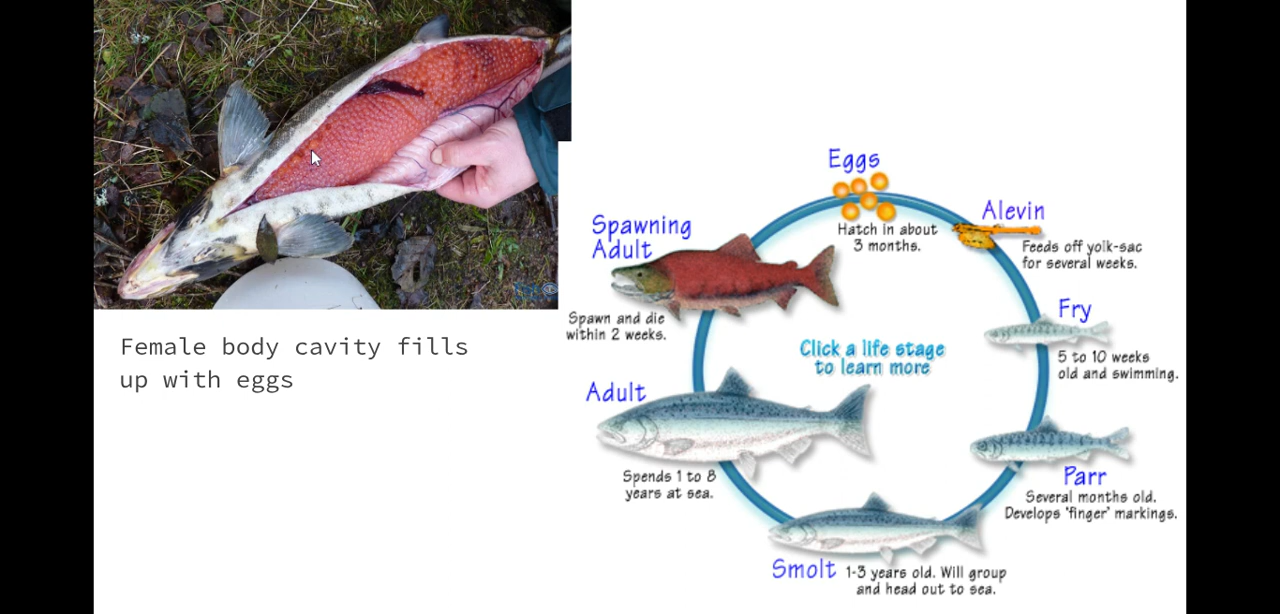 Female body cavity fills
up with eggs
Eggs
Hatch in about
3 months.
Alevin
Feeds off yolk-sac
for several weeks.
Fry
5 to 10 weeks
old and swimming.
Parr
Several months old.
Develops 'finger' markings.
Smolt
1-3 years old. Will group
and head out to sea.
Adult
Spends 1 to 8
years at sea.
Spawning
Adult
Spawn and die
within 2 weeks.
Click a life stage
to learn more